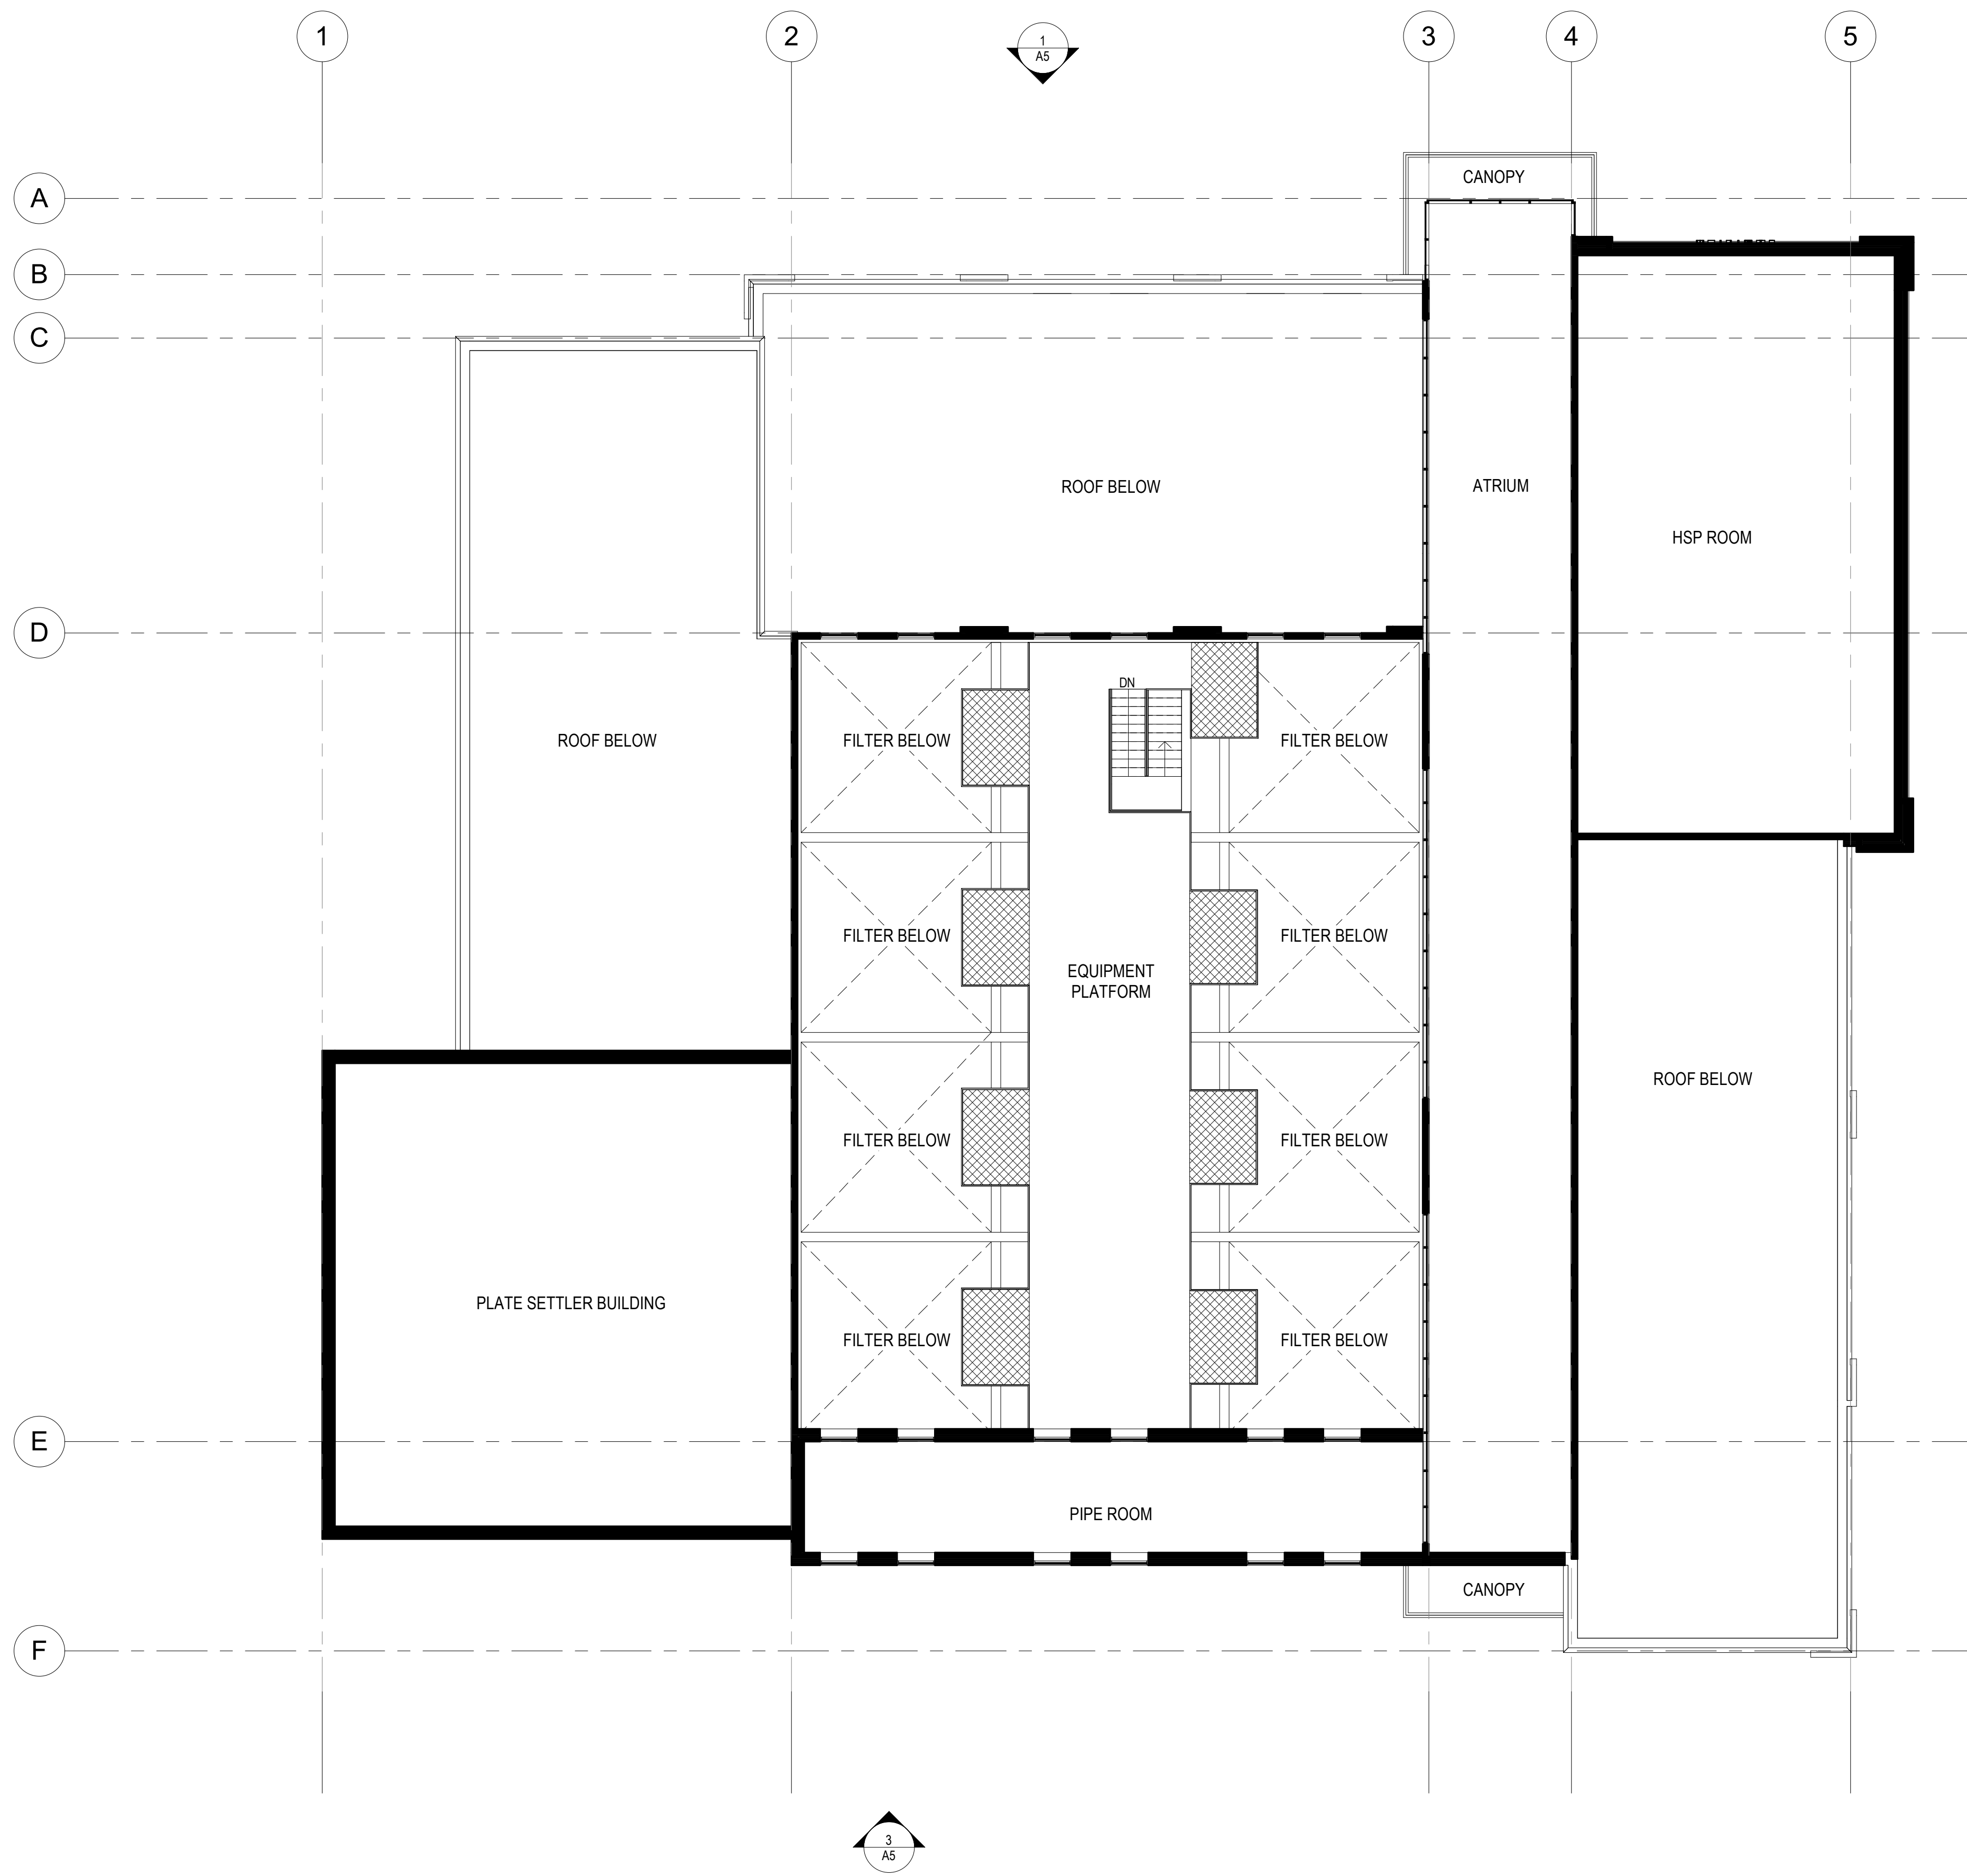 1
2
1
A5
3
4
5
CANOPY
A
B
C
ROOF BELOW
ATRIUM
HSP ROOM
D
DN
ROOF BELOW
FILTER BELOW
FILTER BELOW
FILTER BELOW
FILTER BELOW
EQUIPMENT
PLATFORM
ROOF BELOW
FILTER BELOW
FILTER BELOW
PLATE SETTLER BUILDING
FILTER BELOW
FILTER BELOW
E
PIPE ROOM
CANOPY
F
3
A5